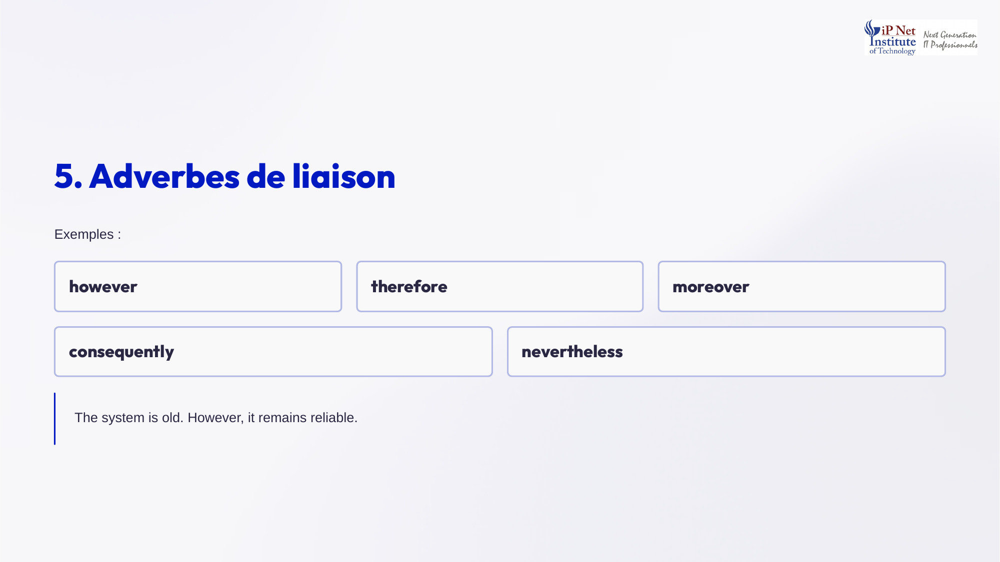 iP Net
Institute
of Technology
Next Generation
IT Professionnels
5. Adverbes de liaison
Exemples :
however
therefore
moreover
consequently
nevertheless
The system is old. However, it remains reliable.